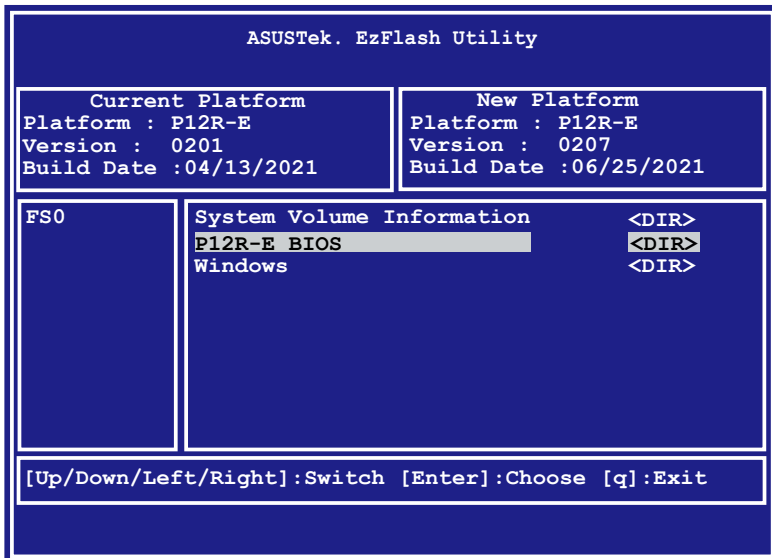 ASUSTek. EzFlash Utility
Current Platform
Platform : P12R-E
Version : 0201
Build Date :04/13/2021
New Platform
Platform : P12R-E
Version : 0207
Build Date :06/25/2021
FS0
System Volume Information <DIR>
P12R-E BIOS <DIR>
Windows <DIR>
[Up/Down/Left/Right]:Switch [Enter]:Choose [q]:Exit